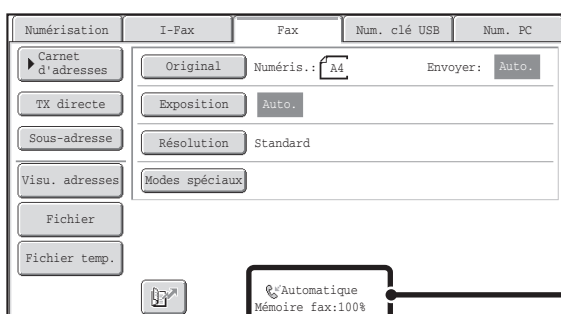 Numérisation I-Fax Fax Num. clé USB Num. PC
Carnet d'adresses
Original Numéris.: A4 Envoyer: Auto.
TX directe
Exposition Auto.
Sous-adresse
Résolution Standard
Visu. adresses
Modes spéciaux
Fichier
Fichier temp.
Automatique
Mémoire fax:100%